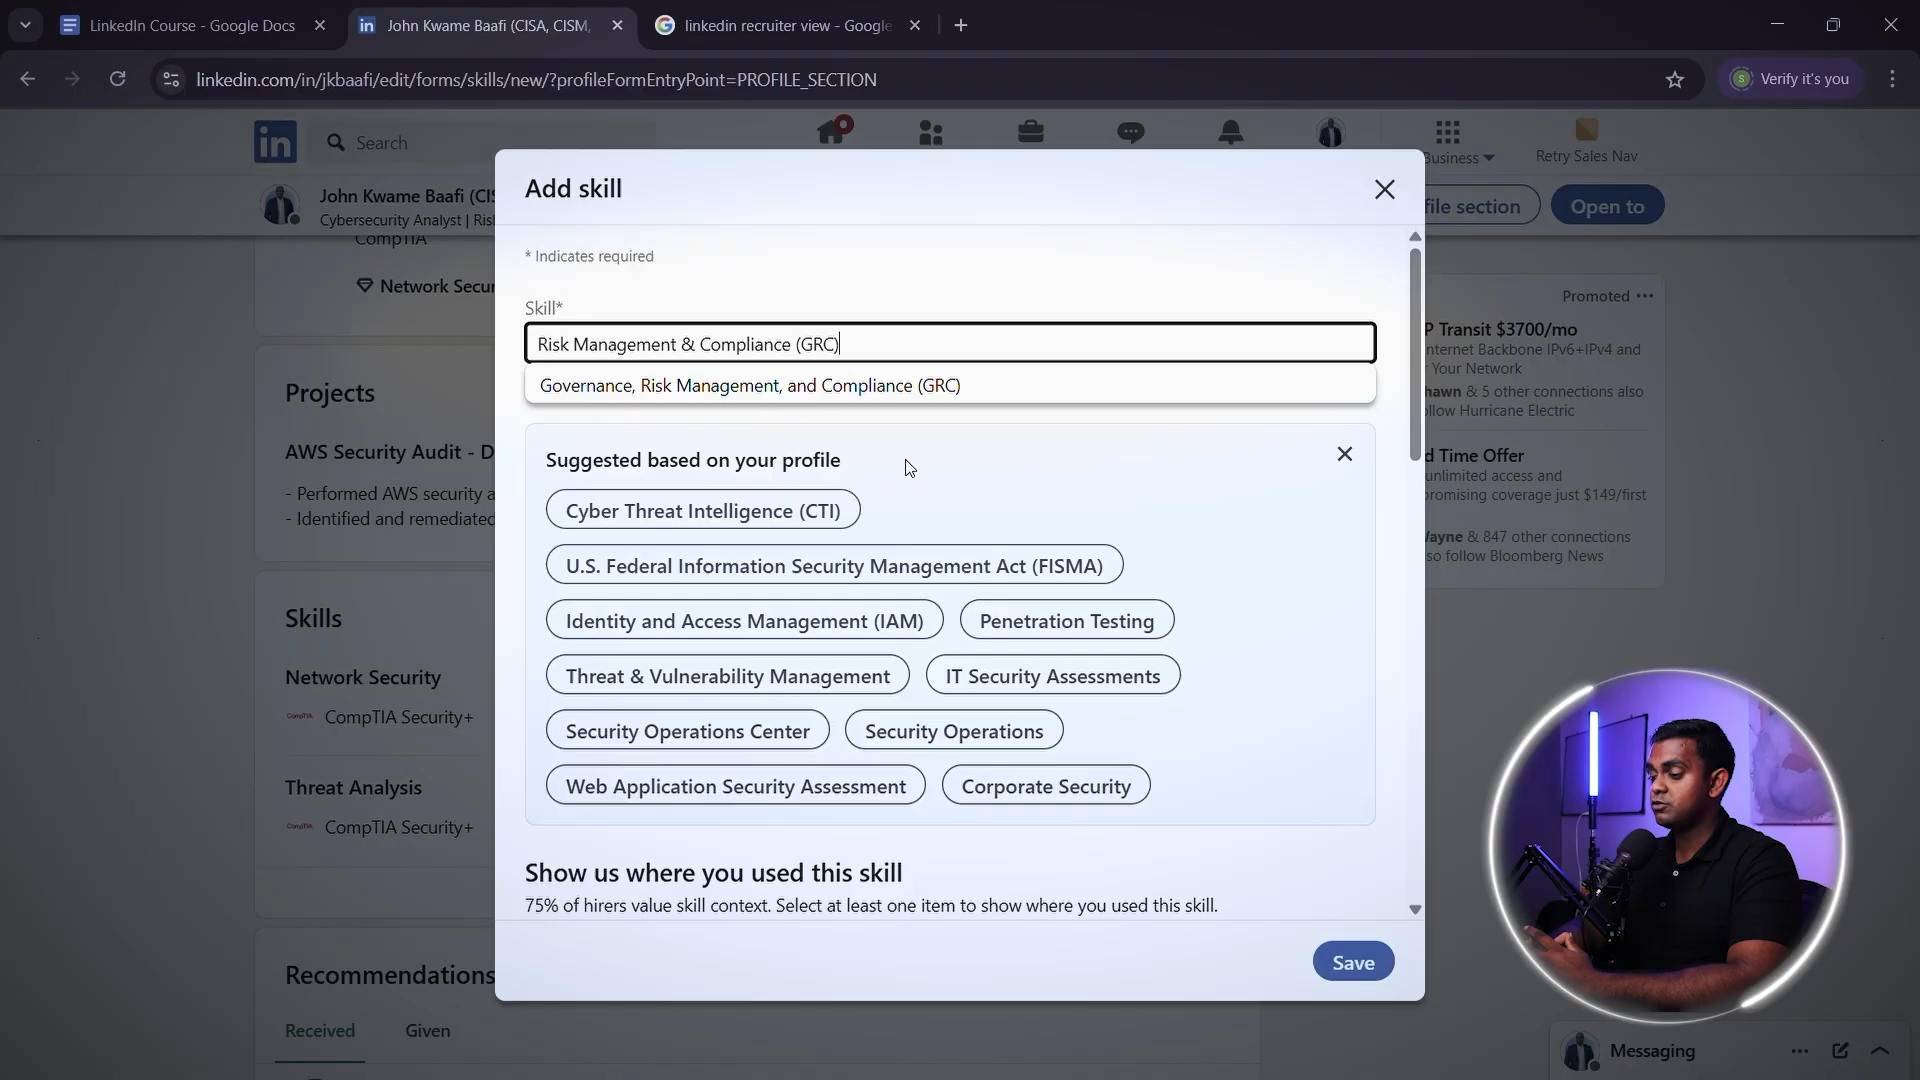 LinkedIn Course - Google Docs
John Kwame Baafi (CISA, CISM,
linkedin recruiter view - Google
linkedin.com/in/jkbaafi/edit/forms/skills/new/?profileFormEntryPoint=PROFILE_SECTION
Verify it's you
in
Search
Business
Retry Sales Nav
John Kwame Baafi (CIS
Cybersecurity Analyst | Ris
file section
Open to
CompTIA
Network Secur
Projects
AWS Security Audit - D
- Performed AWS security a
- Identified and remediated
Skills
Network Security
CompTIA Security+
Threat Analysis
CompTIA Security+
Recommendations
Received
Given
Add skill
* Indicates required
Skill*
Risk Management & Compliance (GRC)
Governance, Risk Management, and Compliance (GRC)
Suggested based on your profile
Cyber Threat Intelligence (CTI)
U.S. Federal Information Security Management Act (FISMA)
Identity and Access Management (IAM)
Penetration Testing
Threat & Vulnerability Management
IT Security Assessments
Security Operations Center
Security Operations
Web Application Security Assessment
Corporate Security
Show us where you used this skill
75% of hirers value skill context. Select at least one item to show where you used this skill.
Save
Promoted
P Transit $3700/mo
nternet Backbone IPv6+IPv4 and
Your Network
hawn & 5 other connections also
ollow Hurricane Electric
d Time Offer
unlimited access and
promising coverage just $149/first
Wayne & 847 other connections
so follow Bloomberg News
Messaging